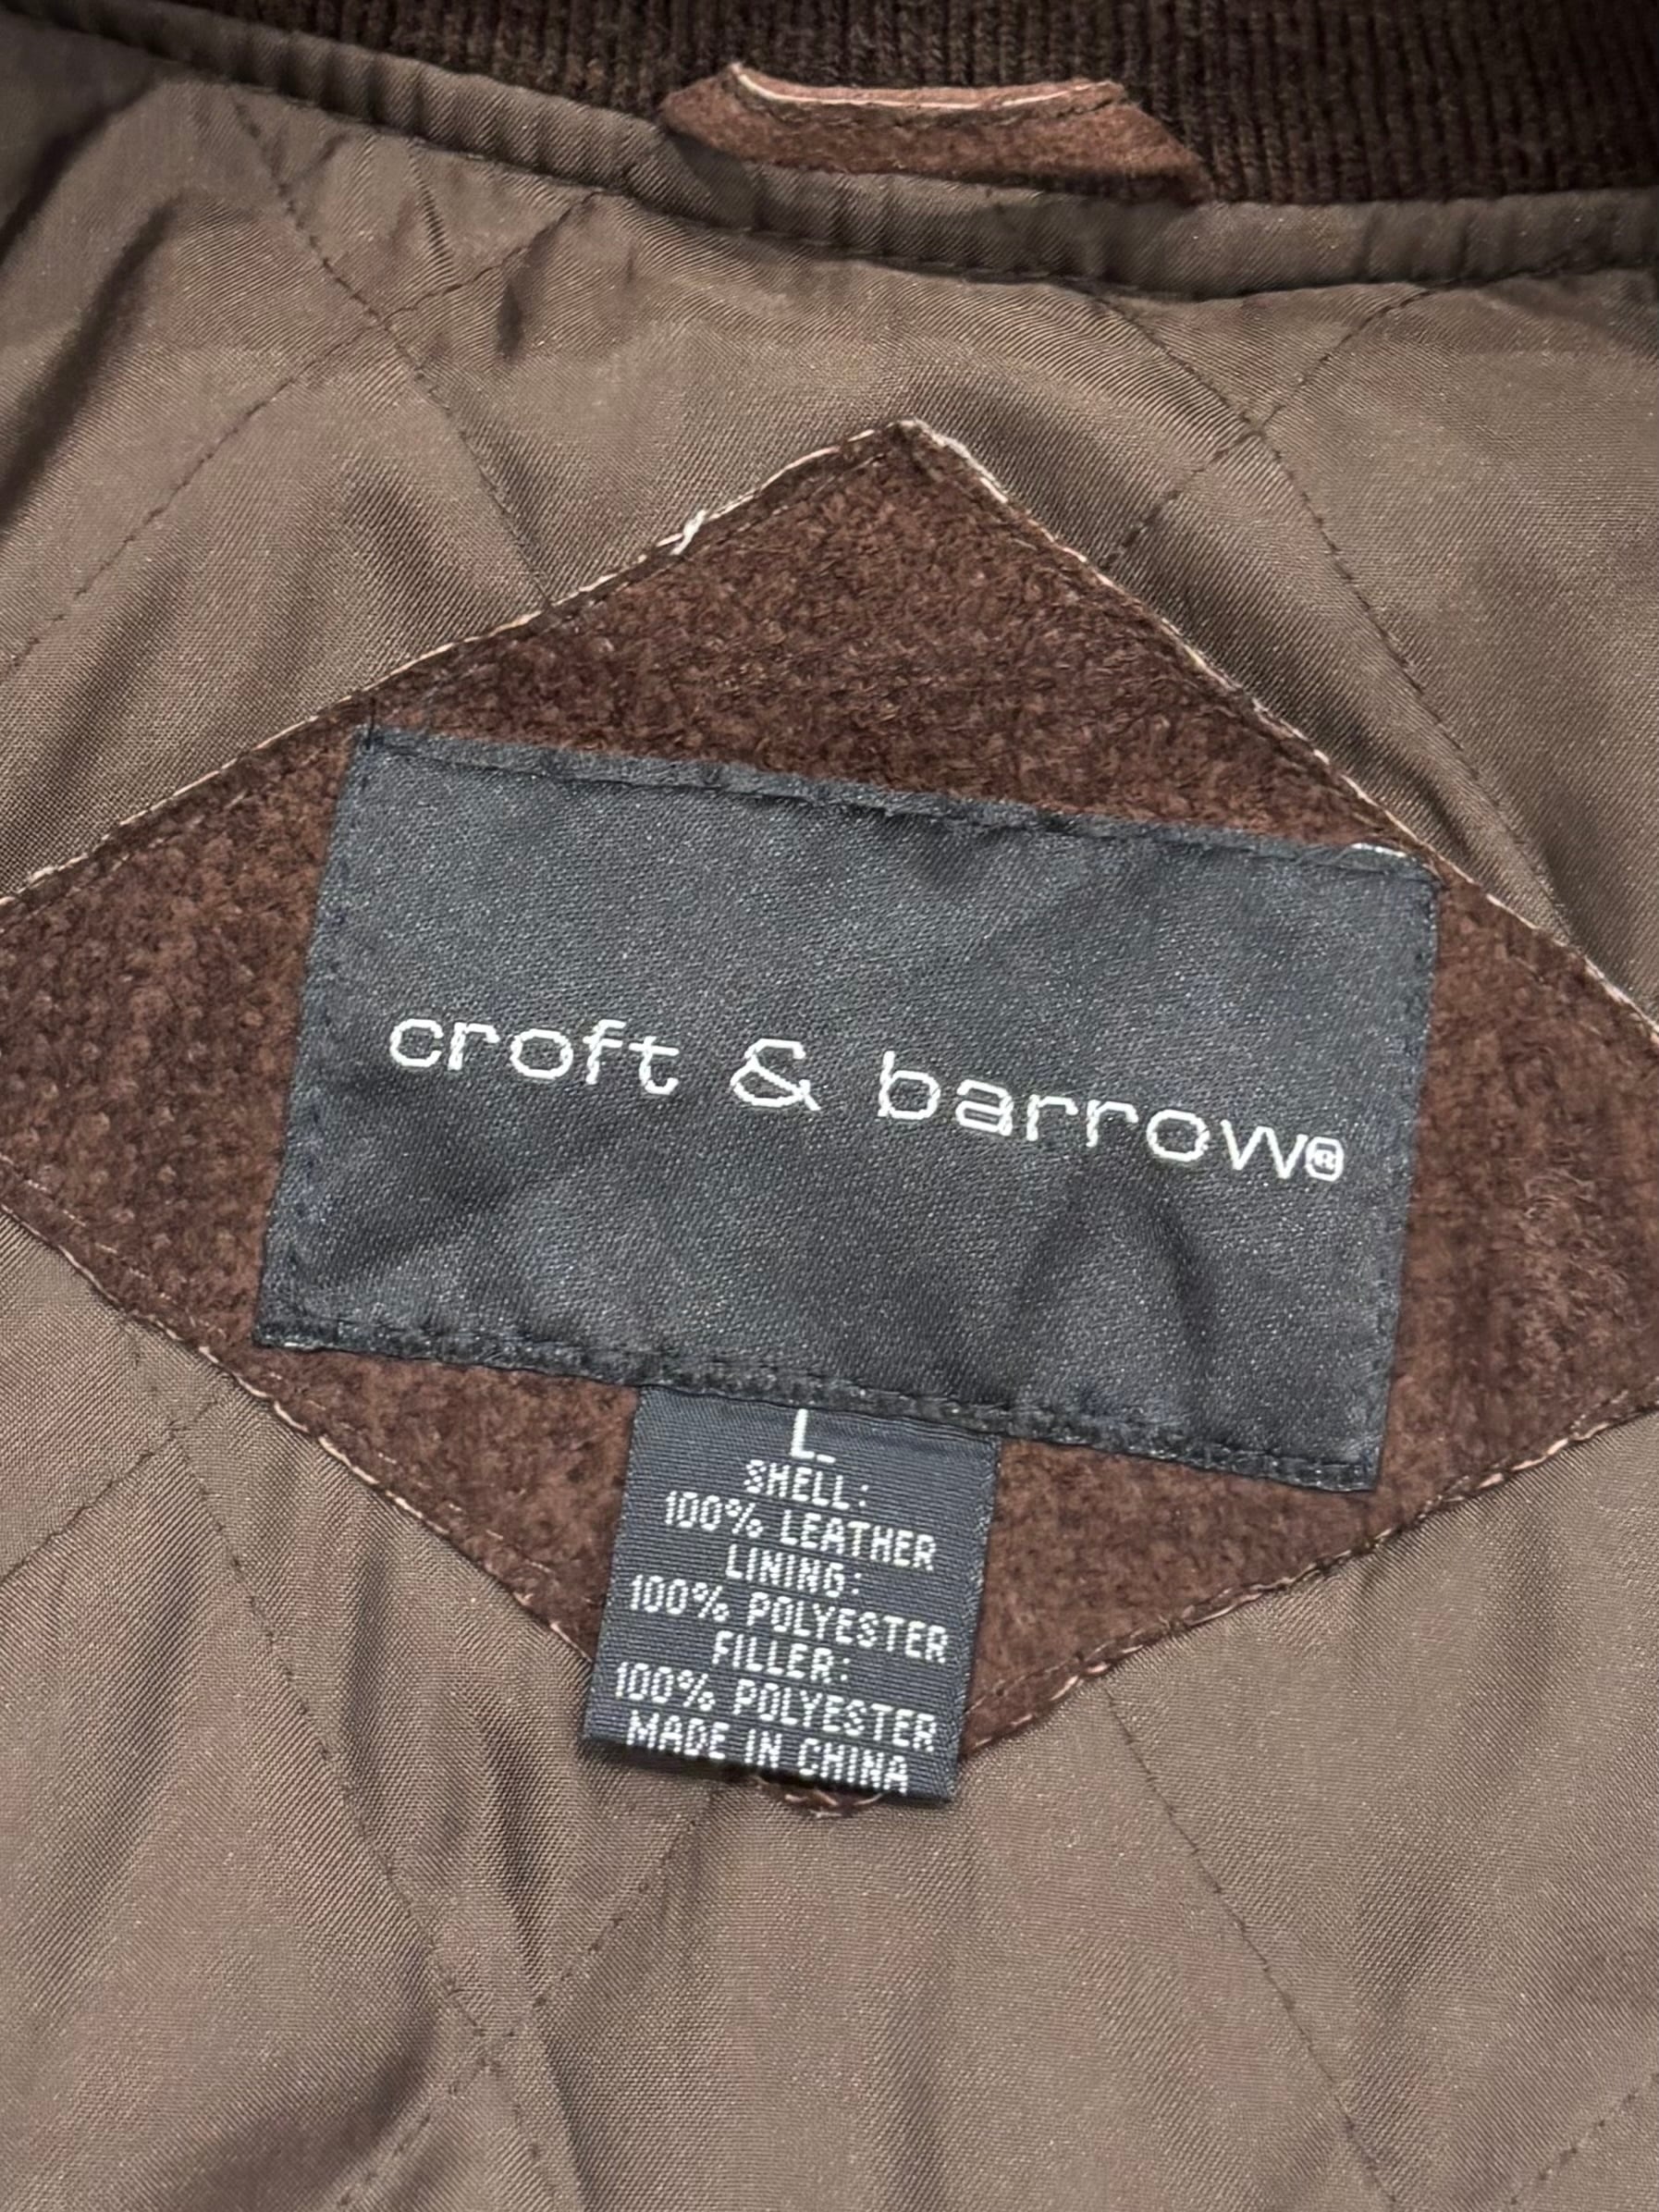 croft & barrow®
L
SHELL:
100% LEATHER
LINING:
100% POLYESTER
FILLER:
100% POLYESTER
MADE IN CHINA